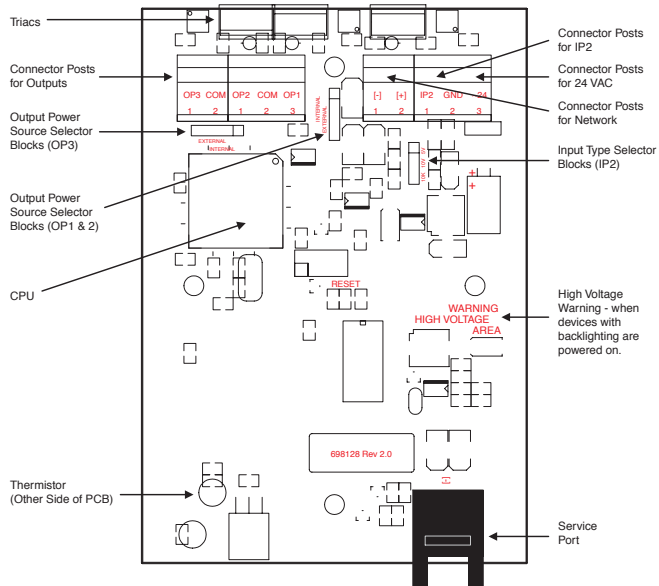 Triacs
Connector Posts
for Outputs
Output Power
Source Selector
Blocks (OP3)
Output Power
Source Selector
Blocks (OP1 & 2)
CPU
Thermistor
(Other Side of PCB)
OP3 COM OP2 COM OP1
1 2 1 2 3
EXTERNAL
INTERNAL
INTERNAL
EXTERNAL
[-] [+] IP2 GND 24
1 2 1 2 3
10K 10V 5V
+
+
RESET
WARNING
HIGH VOLTAGE
AREA
698128 Rev 2.0
[-]
Connector Posts
for IP2
Connector Posts
for 24 VAC
Connector Posts
for Network
Input Type Selector
Blocks (IP2)
High Voltage
Warning - when
devices with
backlighting are
powered on.
Service
Port